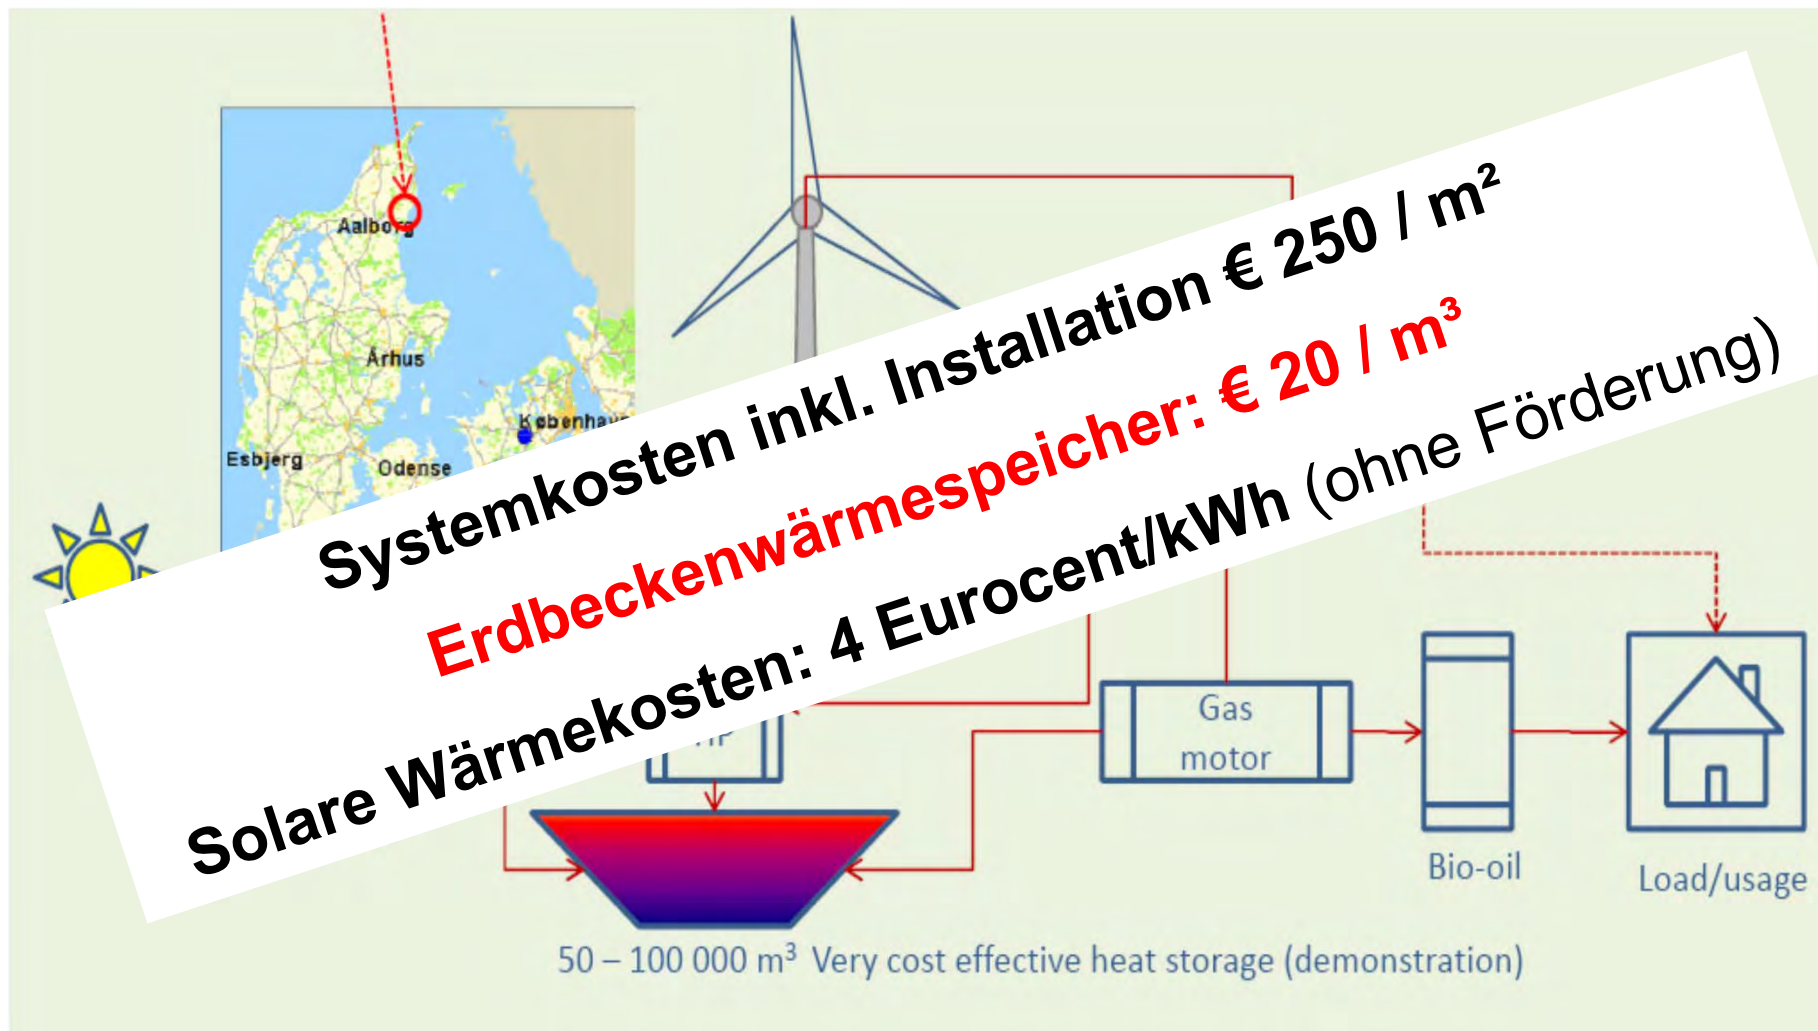 Aalborg
Århus
Esbjerg
Odense
Systemkosten inkl. Installation € 250 / m²
Erdbeckenwärmespeicher: € 20 / m³
Solare Wärmekosten: 4 Eurocent/kWh (ohne Förderung)
Gas
motor
Bio-oil
Load/usage
50 – 100 000 m³ Very cost effective heat storage (demonstration)